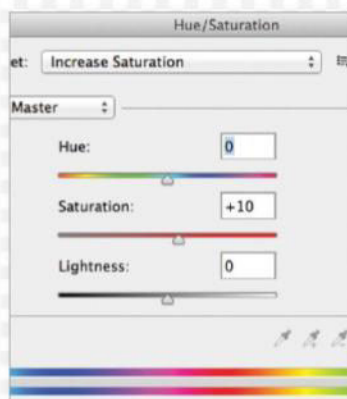 Hue/Saturation
et: Increase Saturation
Master
Hue: 0
Saturation: +10
Lightness: 0